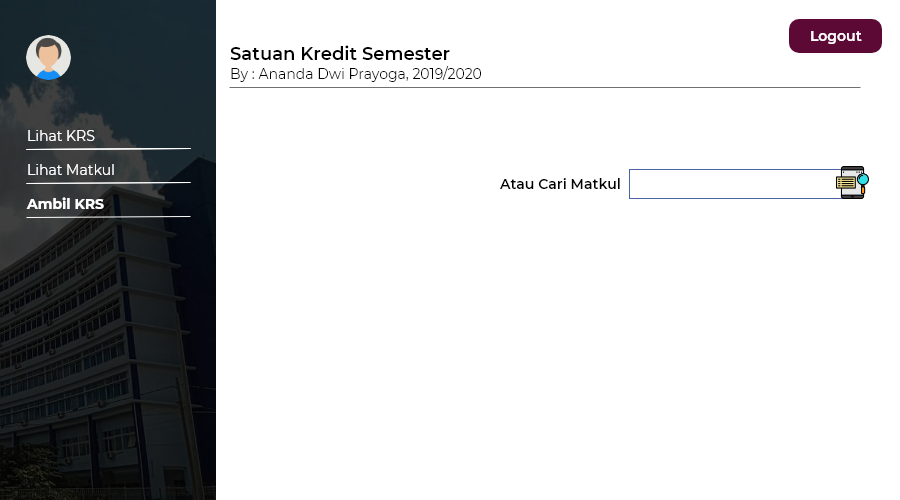 Logout
Satuan Kredit Semester
By : Ananda Dwi Prayoga, 2019/2020
Lihat KRS
Lihat Matkul
Ambil KRS
Atau Cari Matkul